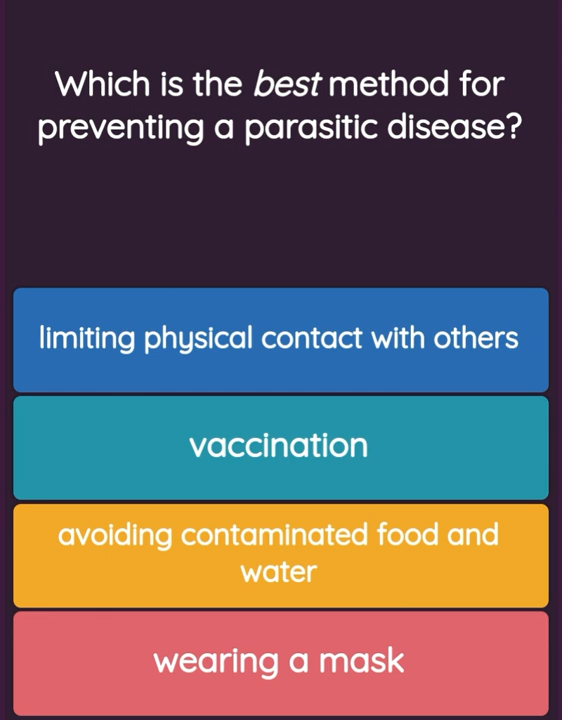 Which is the best method for
preventing a parasitic disease?
limiting physical contact with others
vaccination
avoiding contaminated food and
water
wearing a mask